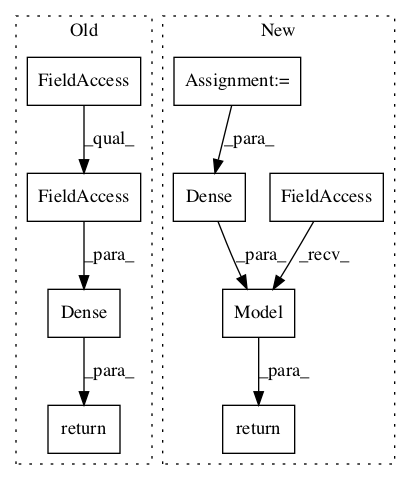 Old
New
FieldAccess
Assignment:=
_qual_
_para_
FieldAccess
Dense
FieldAccess
_para_
_para_
_recv_
Dense
Model
_para_
_para_
return
return